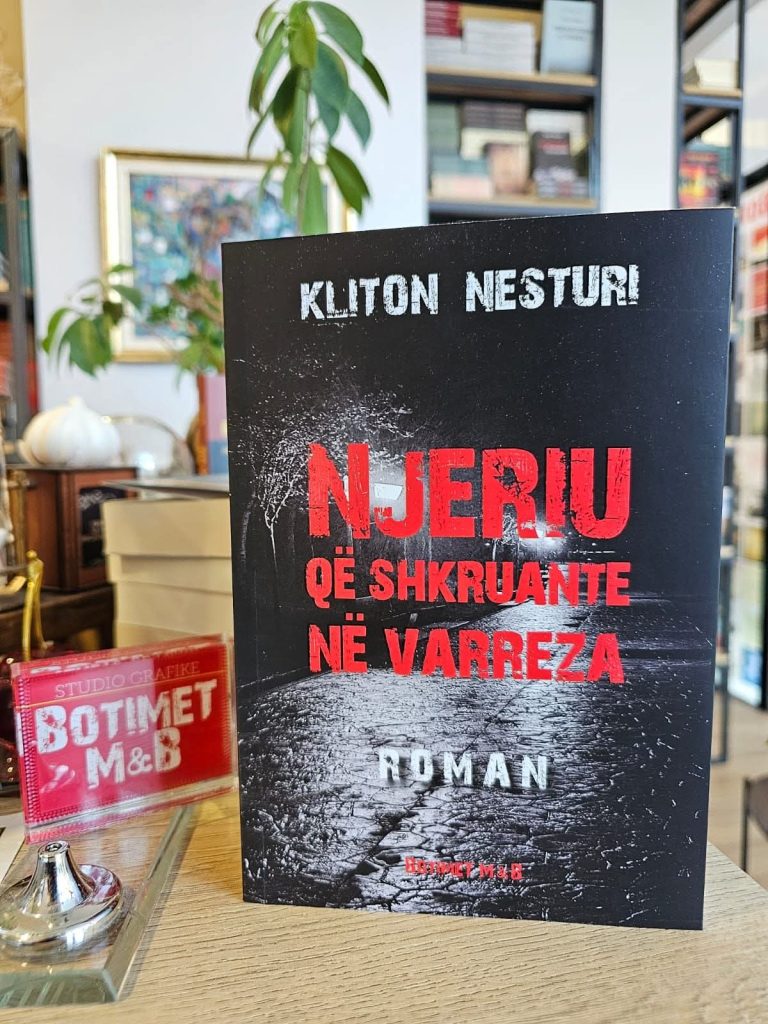 KLITON NESTURI
NJERIU
QË SHKRUANTE
NË VARREZA
ROMAN
BOTIMET M&B
STUDIO GRAFIKE
BOTIMET
M&B